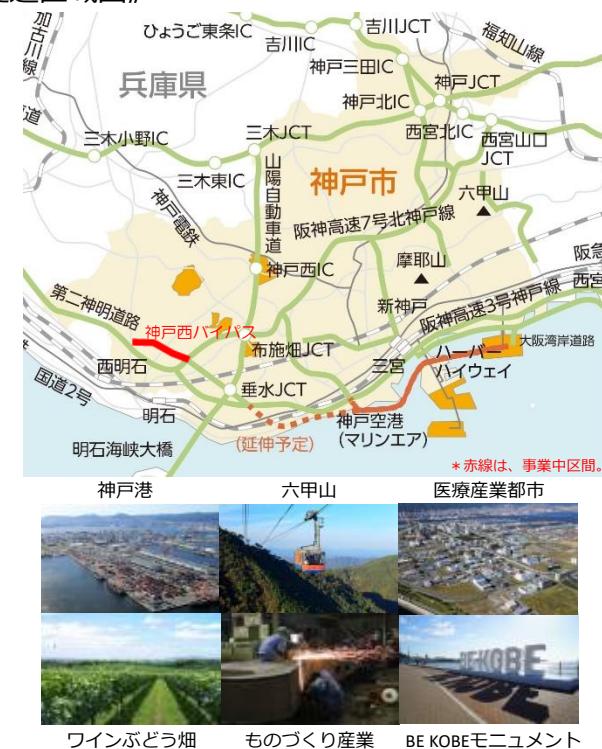 加古川線
ひょうご東条IC
吉川IC
吉川JCT
福知山線
神戸三田IC
神戸JCT
兵庫県
神戸北IC
三木小野IC
三木JCT
西宮北IC
西宮山口
JCT
三木東IC
山陽自動車道
神戸市
六甲山
神戸電鉄
阪神高速7号北神戸線
摩耶山
阪急
神戸西IC
第二神明道路
新神戸
西宮
神戸西バイパス
阪神高速3号神戸線
布施畑JCT
三宮
ハーバー
ハイウェイ
大阪湾岸道路
西明石
国道2号
垂水JCT
明石
神戸空港
(マリンエア)
(延伸予定)
明石海峡大橋
*赤線は、事業中区間。
神戸港
六甲山
医療産業都市
BE KOBE
ワインぶどう畑
ものづくり産業
BE KOBEモニュメント